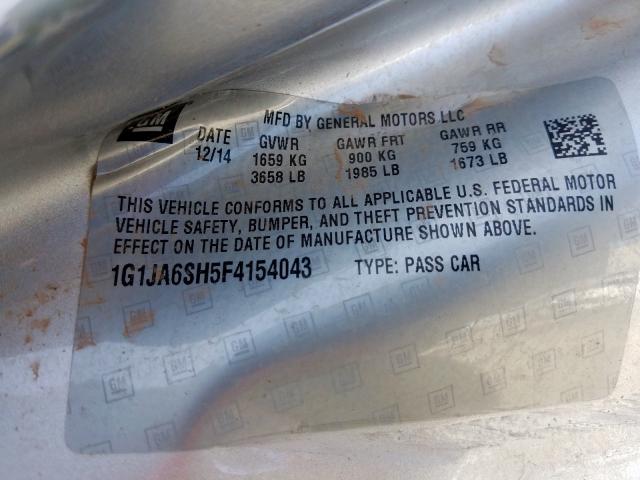 GM
MFD BY GENERAL MOTORS LLC
DATE GVWR GAWR FRT GAWR RR
12/14 1659 KG 900 KG 759 KG
3658 LB 1985 LB 1673 LB
THIS VEHICLE CONFORMS TO ALL APPLICABLE U.S. FEDERAL MOTOR
VEHICLE SAFETY, BUMPER, AND THEFT PREVENTION STANDARDS IN
EFFECT ON THE DATE OF MANUFACTURE SHOWN ABOVE.
1G1JA6SH5F4154043 TYPE: PASS CAR